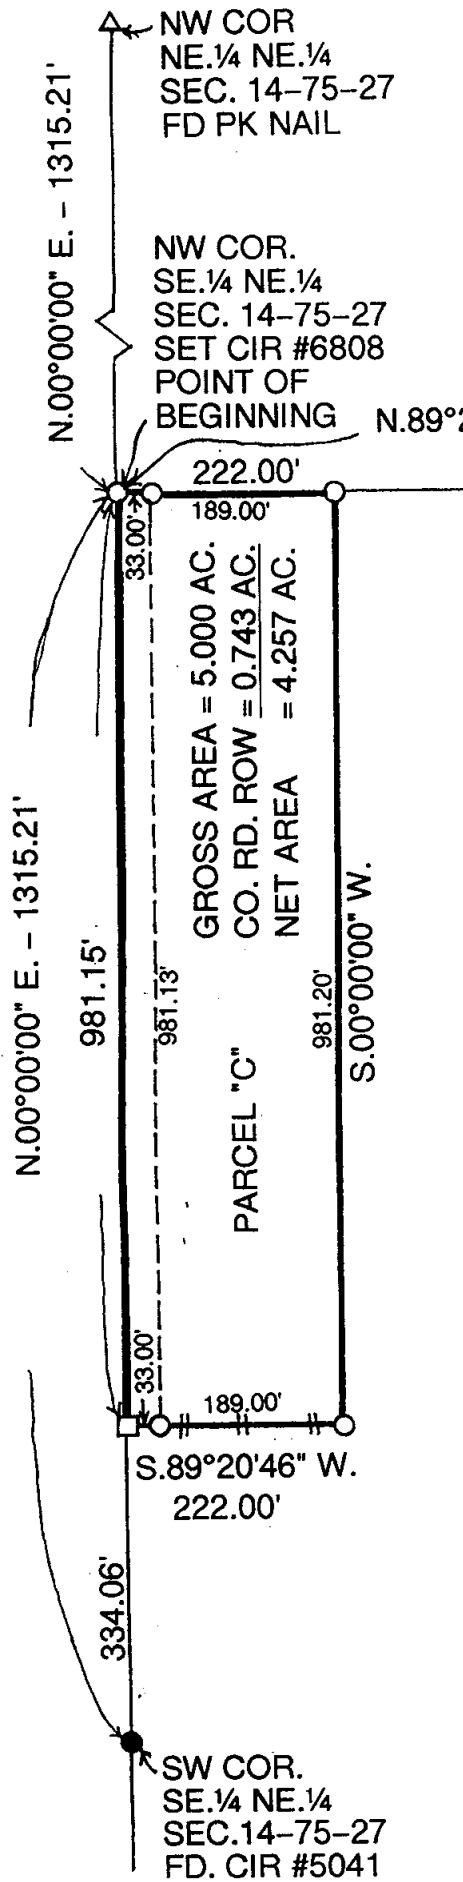 NW COR
NE.¼ NE.¼
SEC. 14–75–27
FD PK NAIL
N.00°00'00" E. – 1315.21'
NW COR.
SE.¼ NE.¼
SEC. 14–75–27
SET CIR #6808
POINT OF
BEGINNING
N.89°2
222.00'
189.00'
33.00'
GROSS AREA = 5.000 AC.
CO. RD. ROW = 0.743 AC.
NET AREA = 4.257 AC.
N.00°00'00" E. – 1315.21'
981.15'
981.13'
981.20'
S.00°00'00" W.
PARCEL "C"
33.00'
189.00'
S.89°20'46" W.
222.00'
334.06'
SW COR.
SE.¼ NE.¼
SEC.14–75–27
FD. CIR #5041